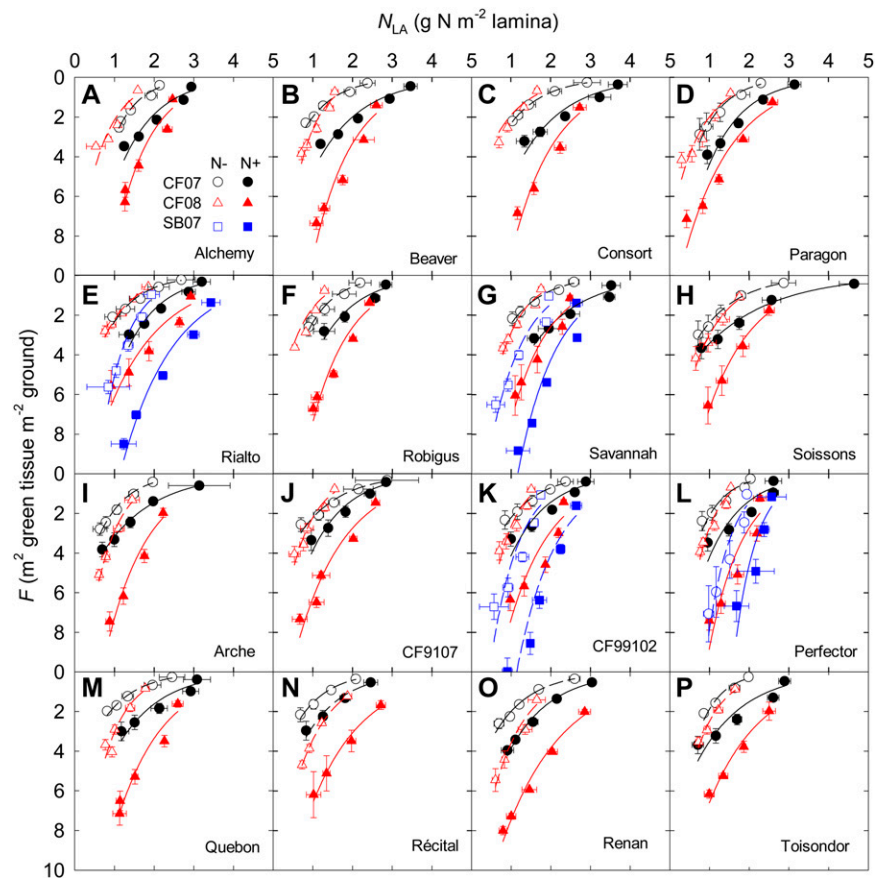 N_LA (g N m⁻² lamina)
0 1 2 3 4 5 1 2 3 4 5 1 2 3 4 5 1 2 3 4 5
F (m² green tissue m⁻² ground)
0
2
4
6
8
0
2
4
6
8
0
2
4
6
8
0
2
4
6
8
10
A
N- N+
CF07
CF08
SB07
Alchemy
B
Beaver
C
Consort
D
Paragon
E
Rialto
F
Robigus
G
Savannah
H
Soissons
I
Arche
J
CF9107
K
CF99102
L
Perfector
M
Quebon
N
Récital
O
Renan
P
Toisondor